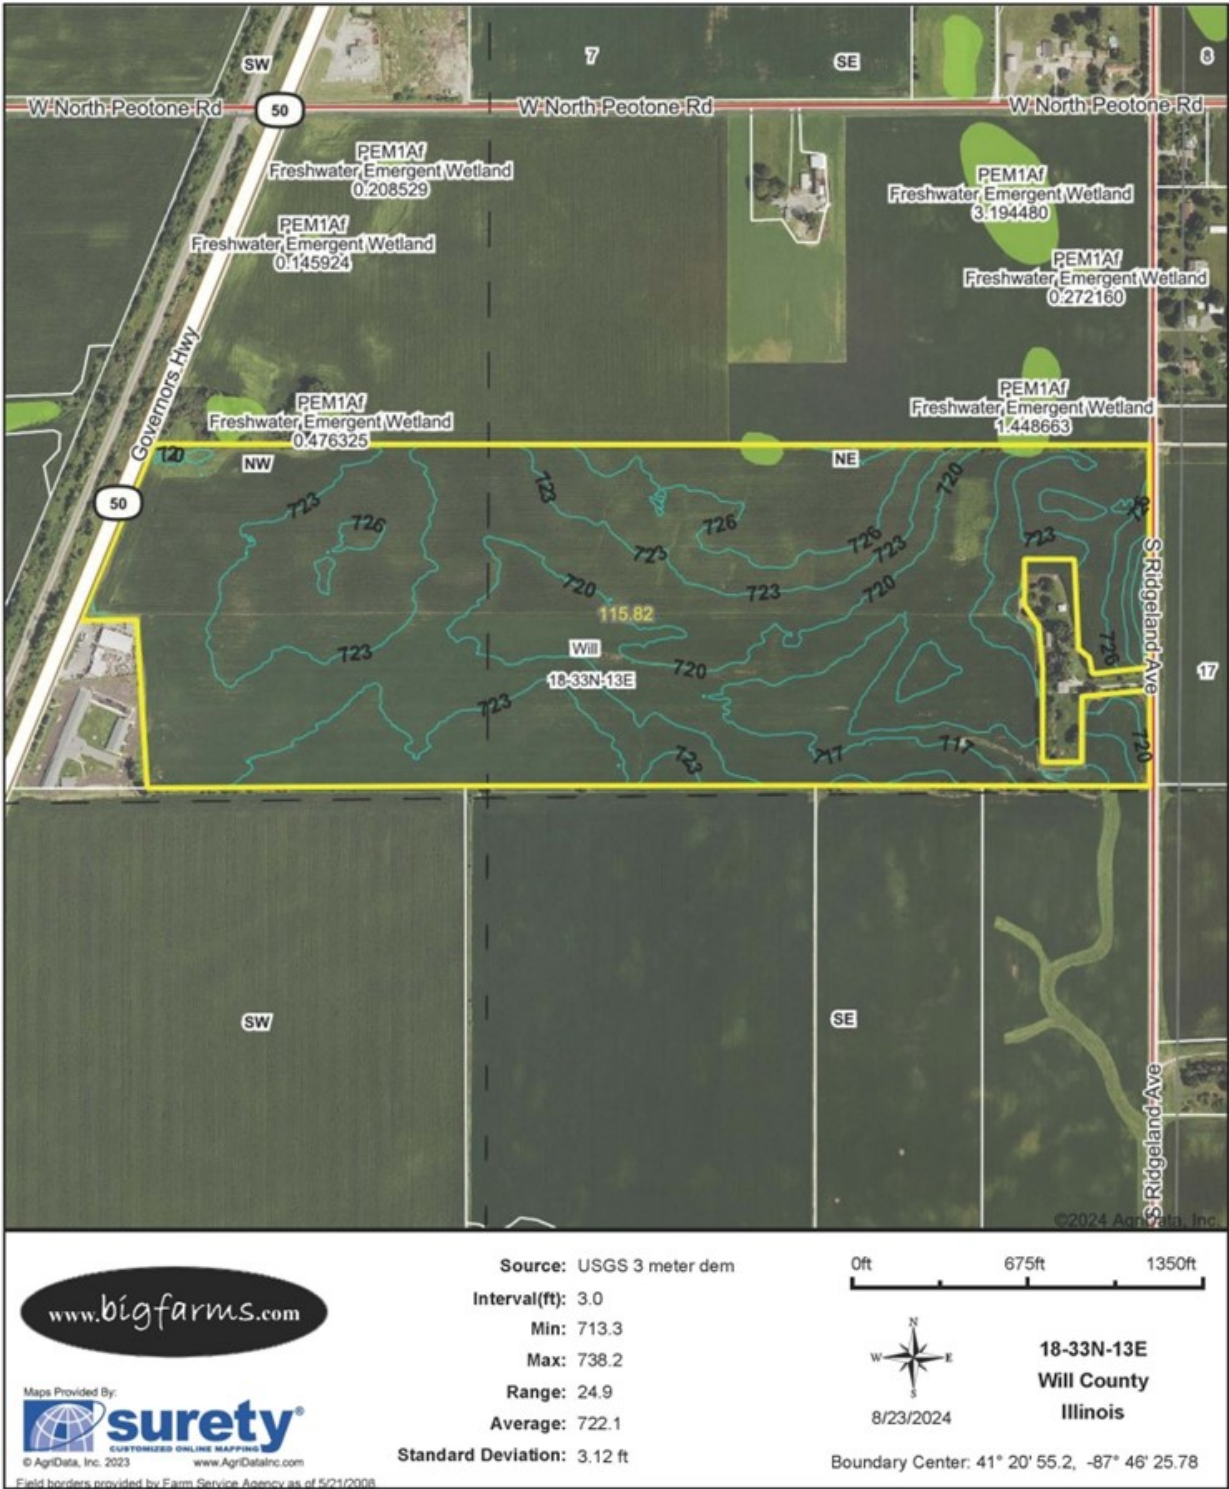 SW
7
SE
8
W North Peotone Rd
50
W North Peotone Rd
W North Peotone Rd
PEM1Af
Freshwater Emergent Wetland
0.208529
PEM1Af
Freshwater Emergent Wetland
3.194480
PEM1Af
Freshwater Emergent Wetland
0.145924
PEM1Af
Freshwater Emergent Wetland
0.272160
Governors Hwy
PEM1Af
Freshwater Emergent Wetland
0.476325
PEM1Af
Freshwater Emergent Wetland
1.448663
720
NW
NE
50
723
726
723
723
726
726
723
720
723
720
723
720
115.82
S Ridgeland Ave
723
Will
720
726
17
18-33N-13E
723
723
717
717
720
SW
SE
S Ridgeland Ave
©2024 AgriData, Inc.
www.bigfarms.com
Maps Provided By:
surety®
CUSTOMIZED ONLINE MAPPING
© AgriData, Inc. 2023 www.AgriDataInc.com
Field borders provided by Farm Service Agency as of 5/21/2008.
Source: USGS 3 meter dem
Interval(ft): 3.0
Min: 713.3
Max: 738.2
Range: 24.9
Average: 722.1
Standard Deviation: 3.12 ft
0ft 675ft 1350ft
N
W E
S
8/23/2024
18-33N-13E
Will County
Illinois
Boundary Center: 41° 20' 55.2, -87° 46' 25.78